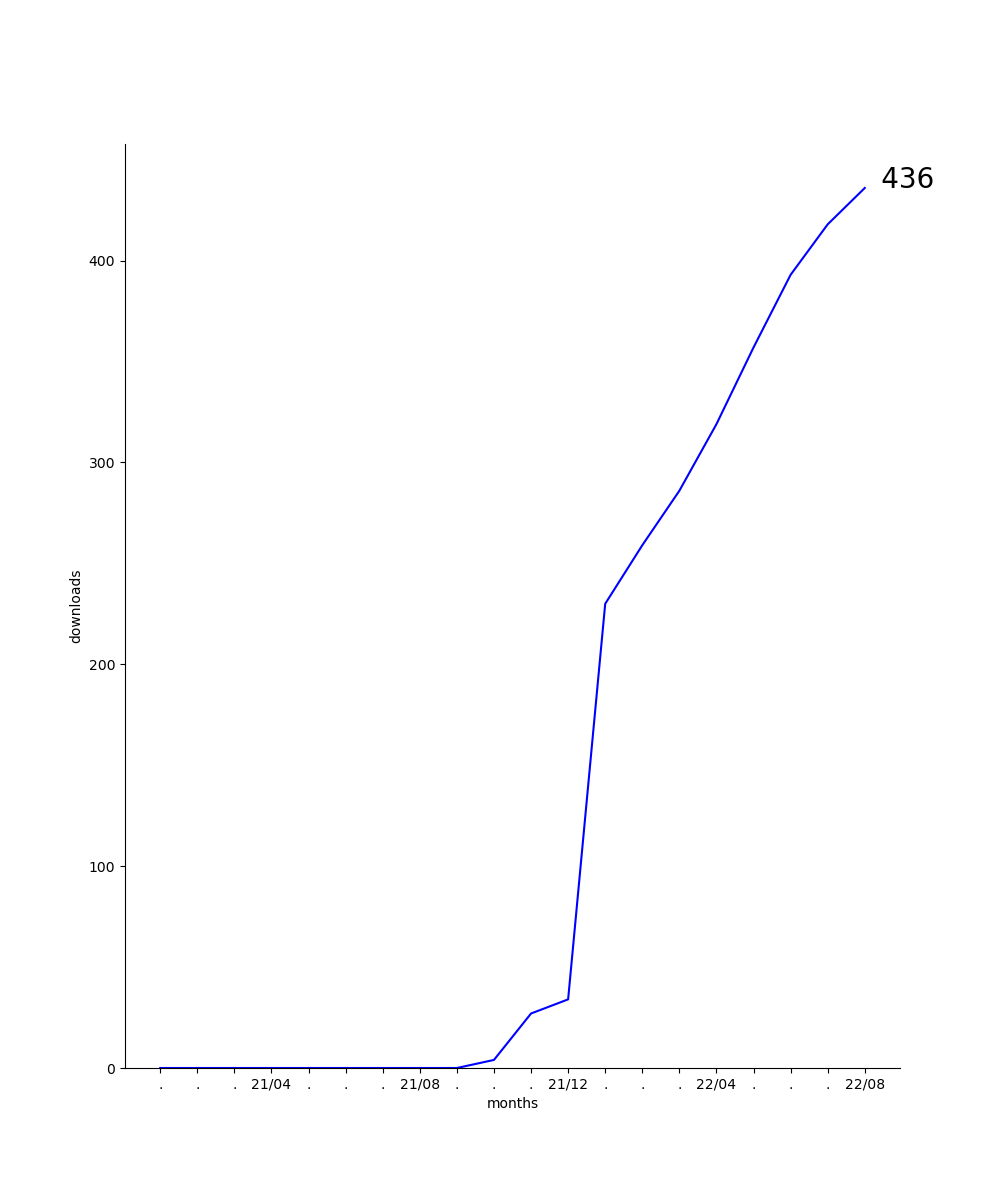 436
400
300
200
100
0
downloads
. . . 21/04 . . . 21/08 . . . 21/12 . . . 22/04 . . . 22/08
months